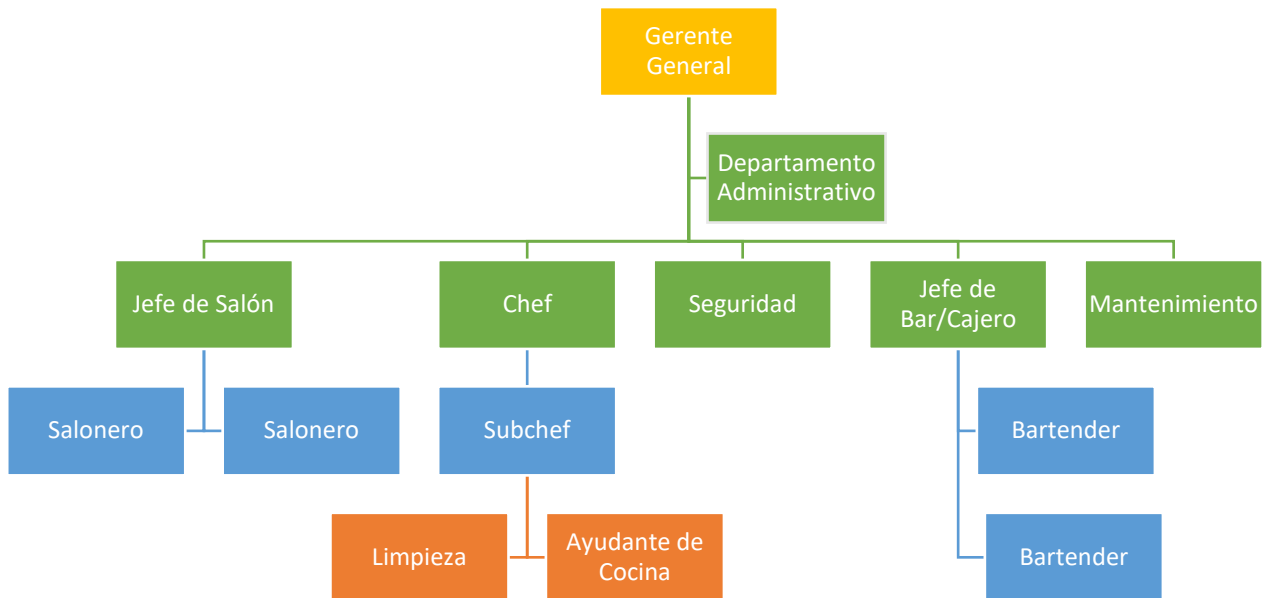 Gerente
General
Departamento
Administrativo
Jefe de Salón
Chef
Seguridad
Jefe de
Bar/Cajero
Mantenimiento
Salonero
Salonero
Subchef
Bartender
Limpieza
Ayudante de
Cocina
Bartender